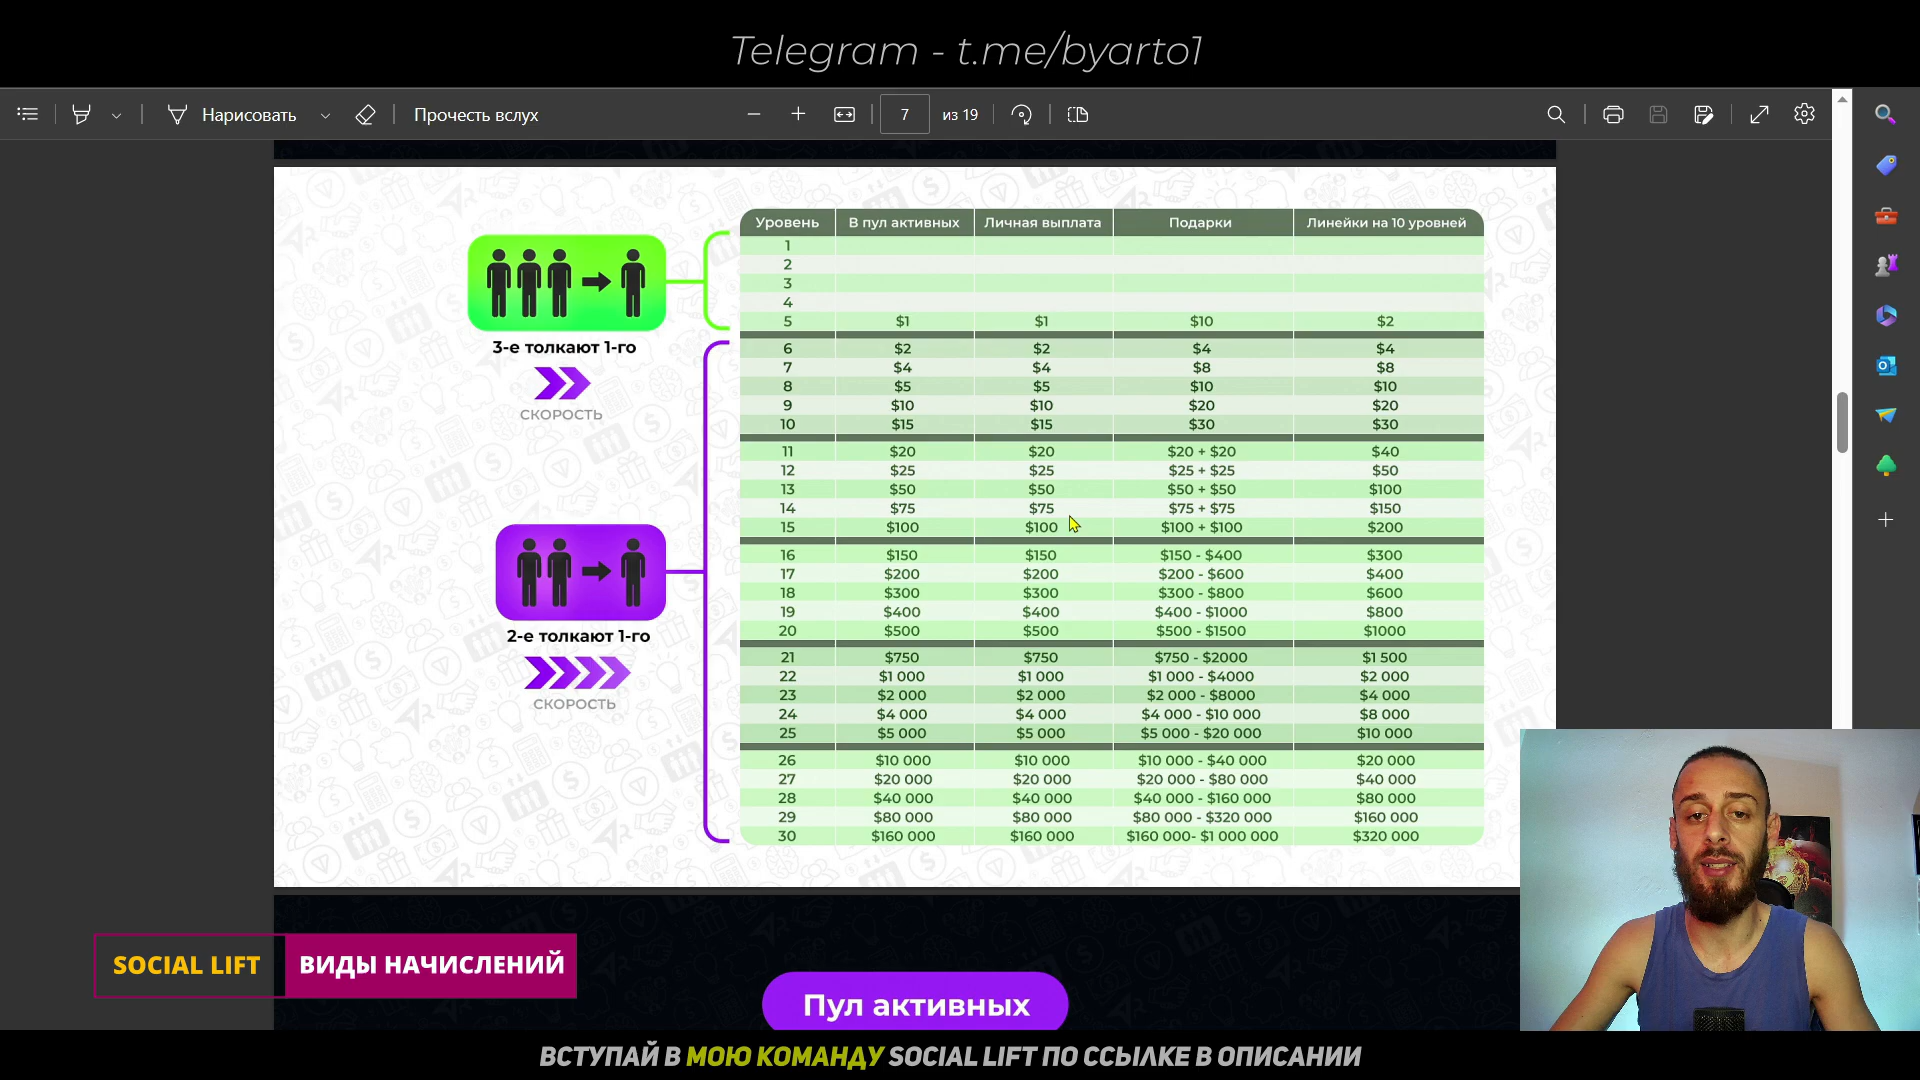 Telegram - t.me/byarto1
Нарисовать
Прочесть вслух
7 из 19
Уровень В пул активных Личная выплата Подарки Линейки на 10 уровней
1
2
3
4
5 $1 $1 $10 $2
6 $2 $2 $4 $4
7 $4 $4 $8 $8
8 $5 $5 $10 $10
9 $10 $10 $20 $20
10 $15 $15 $30 $30
11 $20 $20 $20 + $20 $40
12 $25 $25 $25 + $25 $50
13 $50 $50 $50 + $50 $100
14 $75 $75 $75 + $75 $150
15 $100 $100 $100 + $100 $200
16 $150 $150 $150 - $400 $300
17 $200 $200 $200 - $600 $400
18 $300 $300 $300 - $800 $600
19 $400 $400 $400 - $1000 $800
20 $500 $500 $500 - $1500 $1000
21 $750 $750 $750 - $2000 $1 500
22 $1 000 $1 000 $1 000 - $4000 $2 000
23 $2 000 $2 000 $2 000 - $8000 $4 000
24 $4 000 $4 000 $4 000 - $10 000 $8 000
25 $5 000 $5 000 $5 000 - $20 000 $10 000
26 $10 000 $10 000 $10 000 - $40 000 $20 000
27 $20 000 $20 000 $20 000 - $80 000 $40 000
28 $40 000 $40 000 $40 000 - $160 000 $80 000
29 $80 000 $80 000 $80 000 - $320 000 $160 000
30 $160 000 $160 000 $160 000- $1 000 000 $320 000
3-е толкают 1-го
СКОРОСТЬ
2-е толкают 1-го
СКОРОСТЬ
SOCIAL LIFT ВИДЫ НАЧИСЛЕНИЙ
Пул активных
ВСТУПАЙ В МОЮ КОМАНДУ SOCIAL LIFT ПО ССЫЛКЕ В ОПИСАНИИ